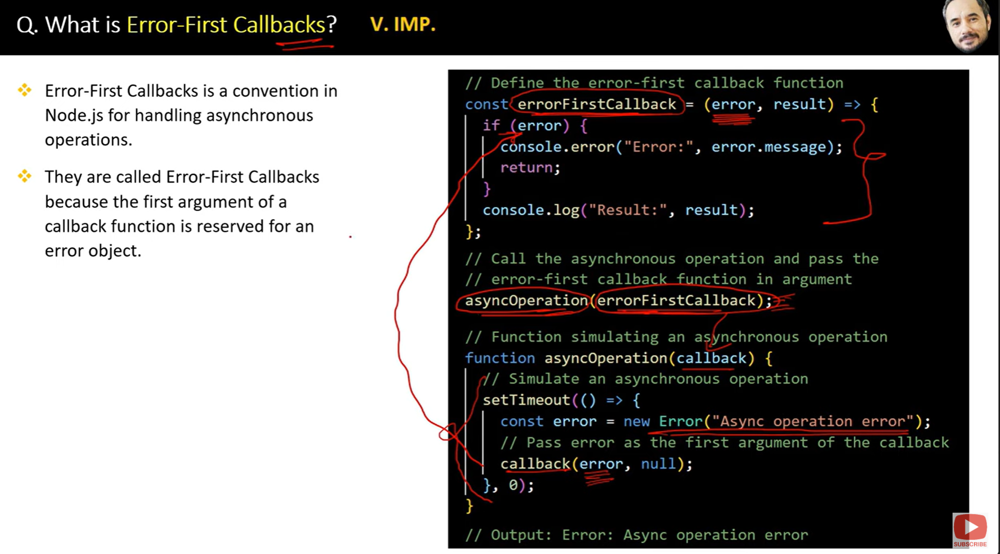 Q. What is Error-First Callbacks? V. IMP.
Error-First Callbacks is a convention in
Node.js for handling asynchronous
operations.
They are called Error-First Callbacks
because the first argument of a
callback function is reserved for an
error object.
// Define the error-first callback function
const errorFirstCallback = (error, result) => {
if (error) {
console.error("Error:", error.message);
return;
}
console.log("Result:", result);
};
// Call the asynchronous operation and pass the
// error-first callback function in argument
asyncOperation(errorFirstCallback);
// Function simulating an asynchronous operation
function asyncOperation(callback) {
// Simulate an asynchronous operation
setTimeout(() => {
const error = new Error("Async operation error");
// Pass error as the first argument of the callback
callback(error, null);
}, 0);
}
// Output: Error: Async operation error
SUBSCRIBE